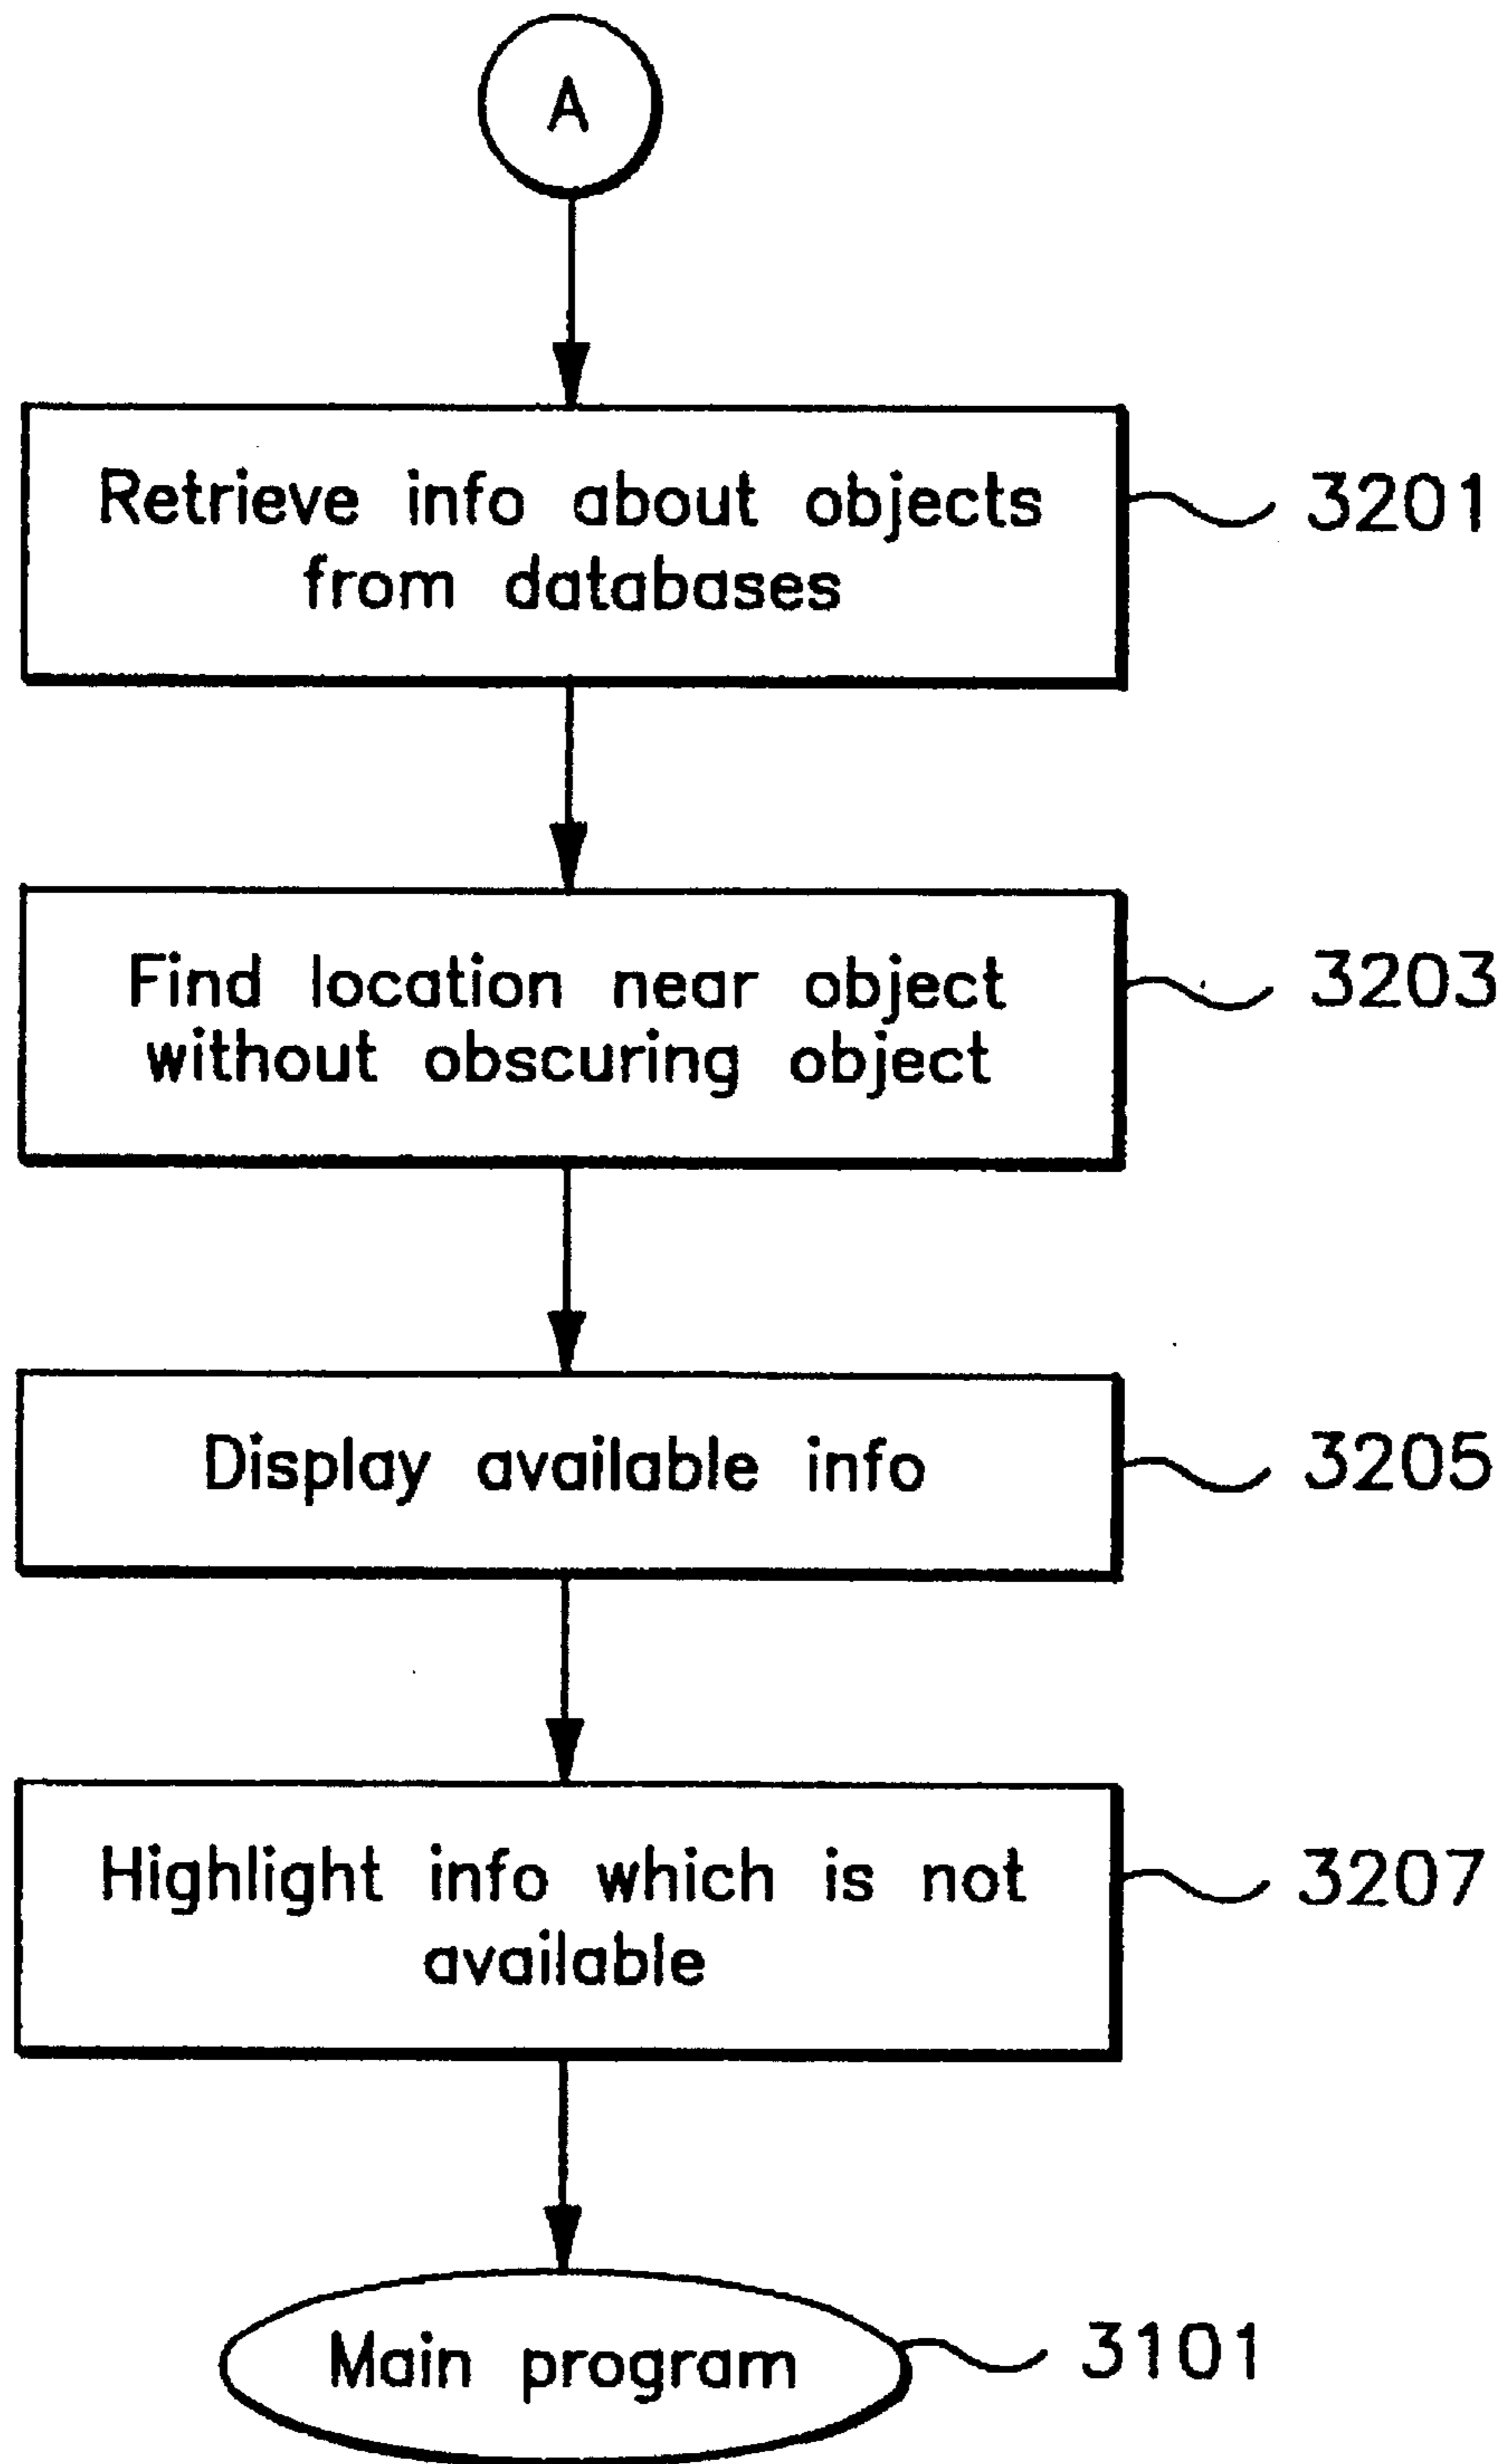 A
Retrieve info about objects
from databases
3201
Find location near object
without obscuring object
3203
Display available info
3205
Highlight info which is not
available
3207
Main program
3101